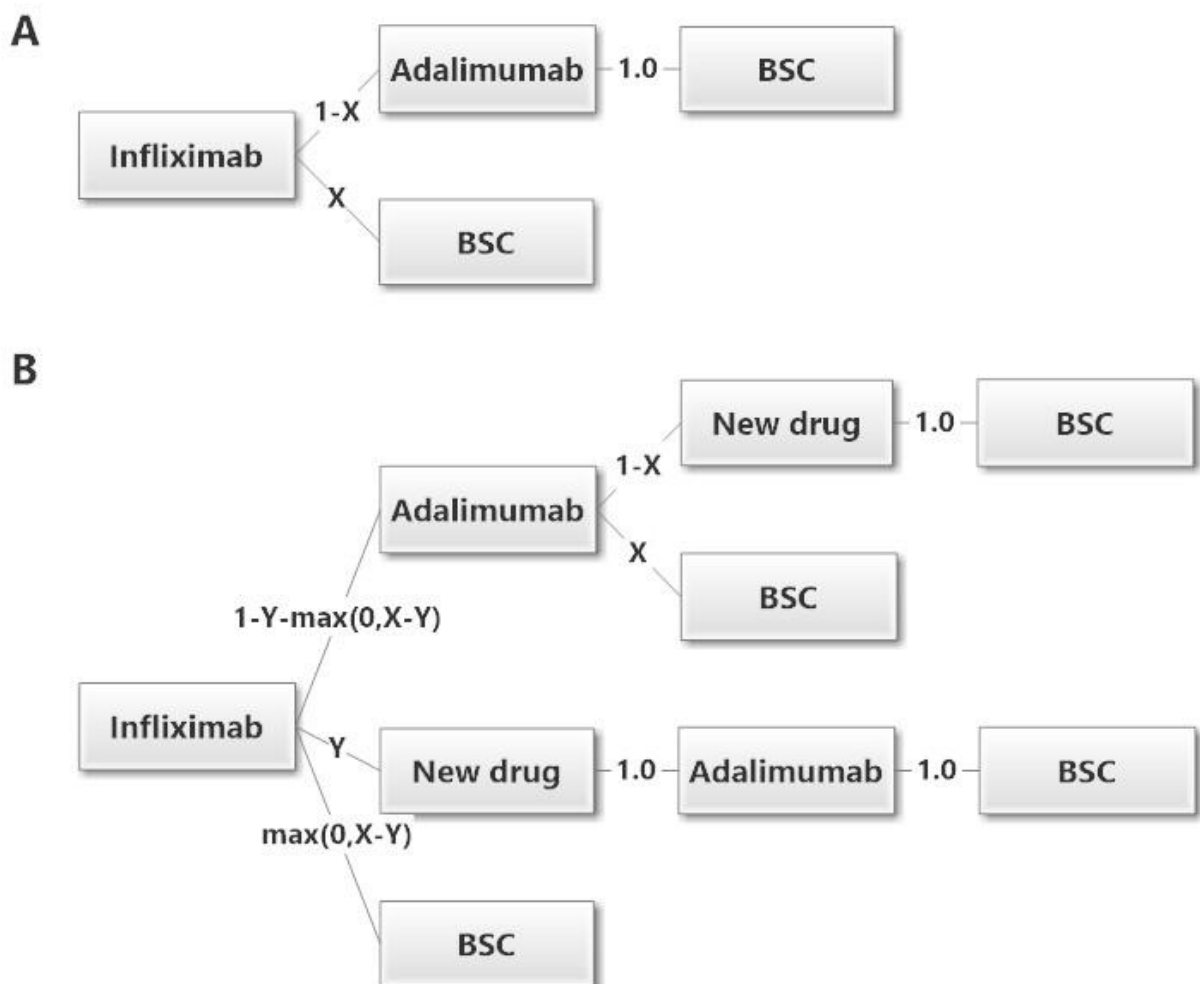 A
Adalimumab 1.0 BSC
1-X
Infliximab
X
BSC
B
New drug 1.0 BSC
1-X
Adalimumab
X
BSC
1-Y-max(0,X-Y)
Infliximab
Y
New drug 1.0 Adalimumab 1.0 BSC
max(0,X-Y)
BSC